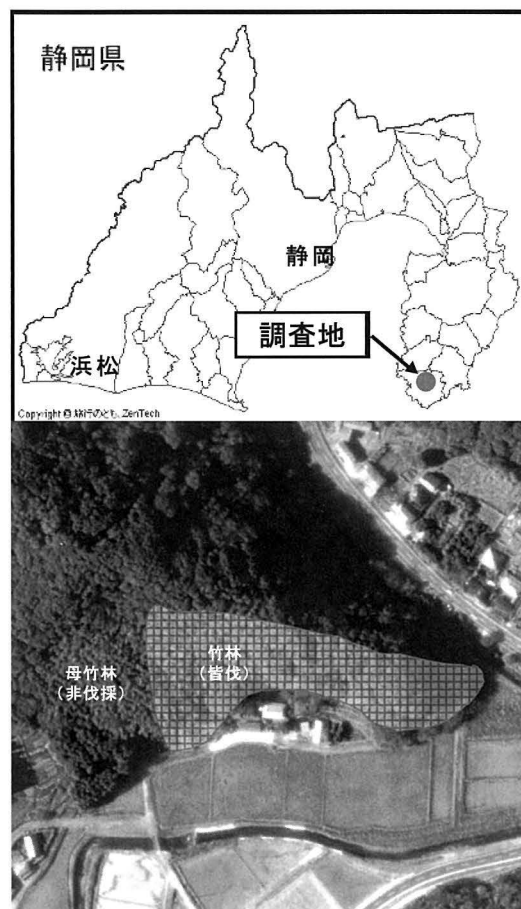 静岡県
静岡
調査地
浜松
Copyright @ 旅行のとも、ZenTech
母竹林
(非伐採)
竹林
(皆伐)